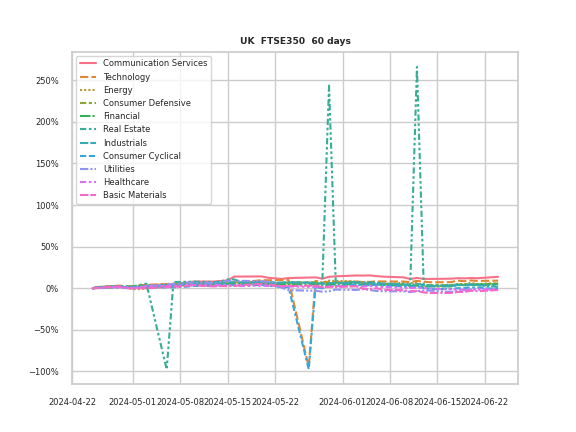 UK FTSE350 60 days
Communication Services
Technology
Energy
Consumer Defensive
Financial
Real Estate
Industrials
Consumer Cyclical
Utilities
Healthcare
Basic Materials
250%
200%
150%
100%
50%
0%
−50%
−100%
2024-04-22 2024-05-01 2024-05-08 2024-05-15 2024-05-22 2024-06-01 2024-06-08 2024-06-15 2024-06-22